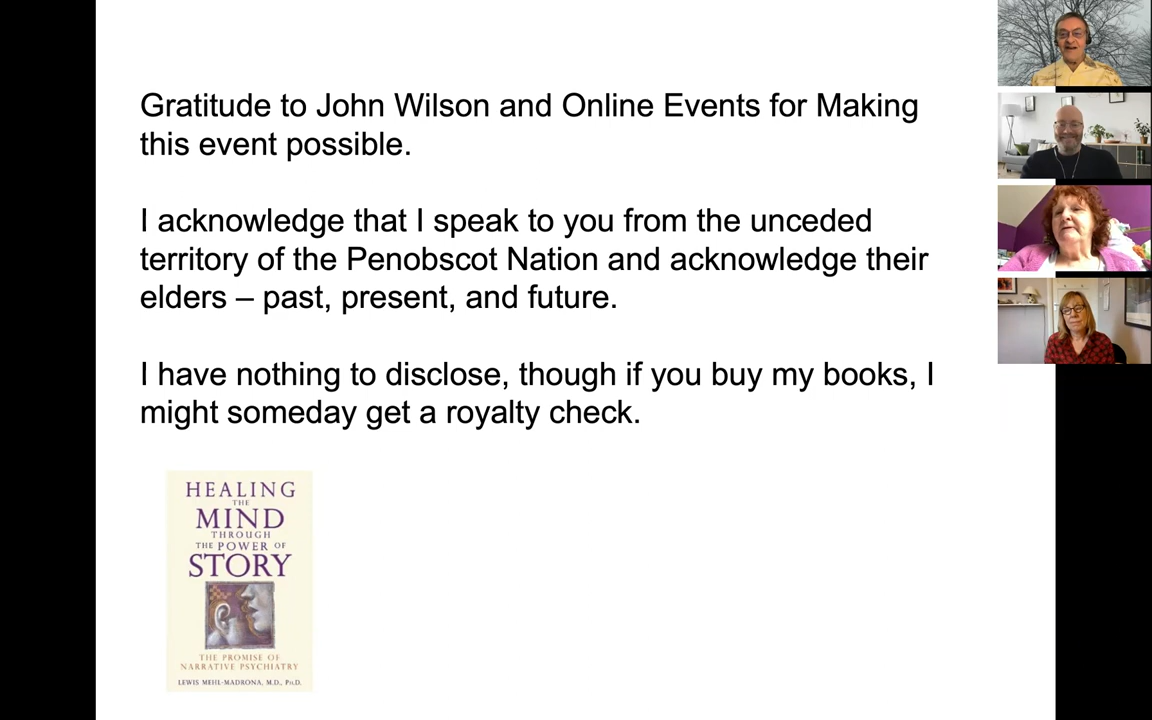 Gratitude to John Wilson and Online Events for Making
this event possible.
I acknowledge that I speak to you from the unceded
territory of the Penobscot Nation and acknowledge their
elders – past, present, and future.
I have nothing to disclose, though if you buy my books, I
might someday get a royalty check.
HEALING
THE
MIND
THROUGH
THE POWER OF
STORY
THE PROMISE OF
NARRATIVE PSYCHIATRY
LEWIS MEHL-MADRONA, M.D., PH.D.